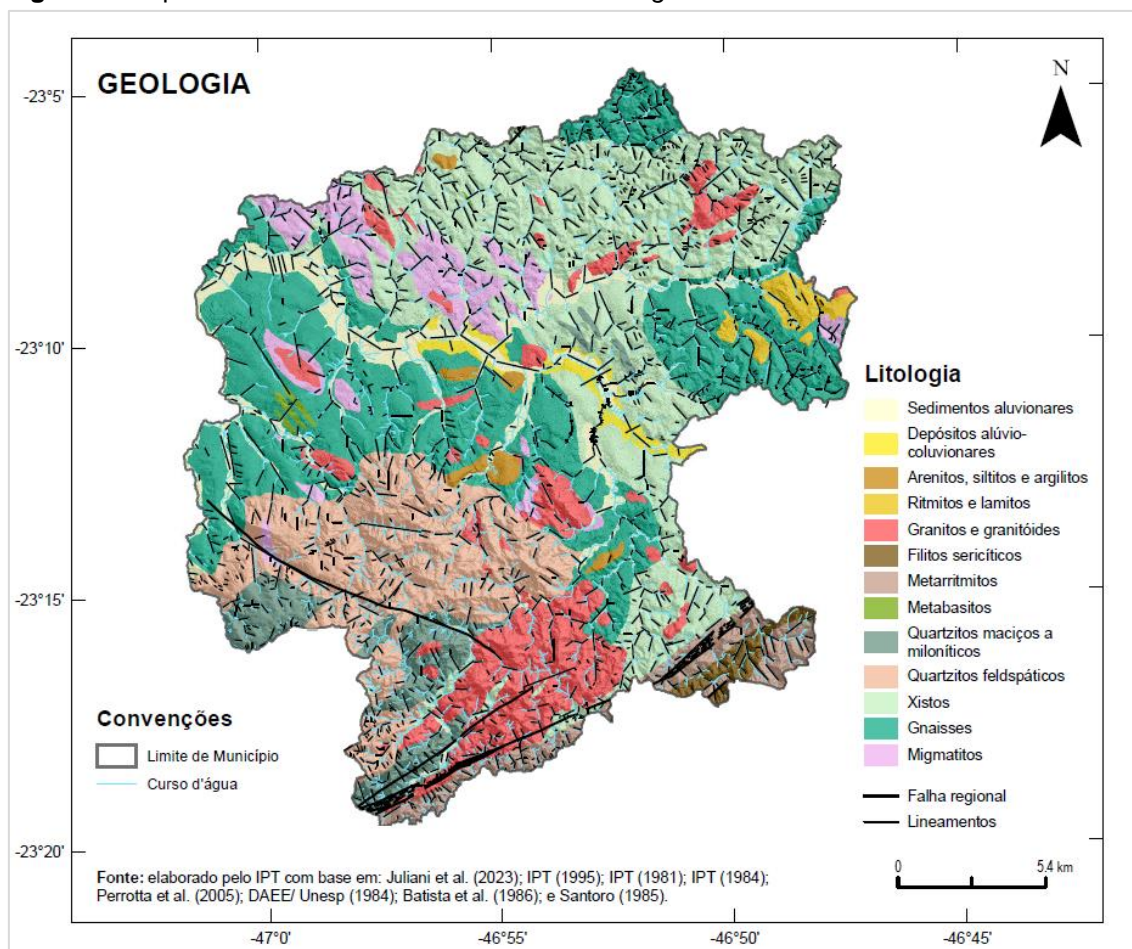 GEOLOGIA
N
-23°5'
-23°10'
-23°15'
-23°20'
Litologia
Sedimentos aluvionares
Depósitos alúvio-
coluvionares
Arenitos, siltitos e argilitos
Ritmitos e lamitos
Granitos e granitóides
Filitos sericíticos
Metarritmitos
Metabasitos
Quartzitos maciços a
miloníticos
Quartzitos feldspáticos
Xistos
Gnaisses
Migmatitos
Falha regional
Lineamentos
Convenções
Limite de Município
Curso d'água
0 5.4 km
Fonte: elaborado pelo IPT com base em: Juliani et al. (2023); IPT (1995); IPT (1981); IPT (1984);
Perrotta et al. (2005); DAEE/ Unesp (1984); Batista et al. (1986); e Santoro (1985).
-47°0' -46°55' -46°50' -46°45'